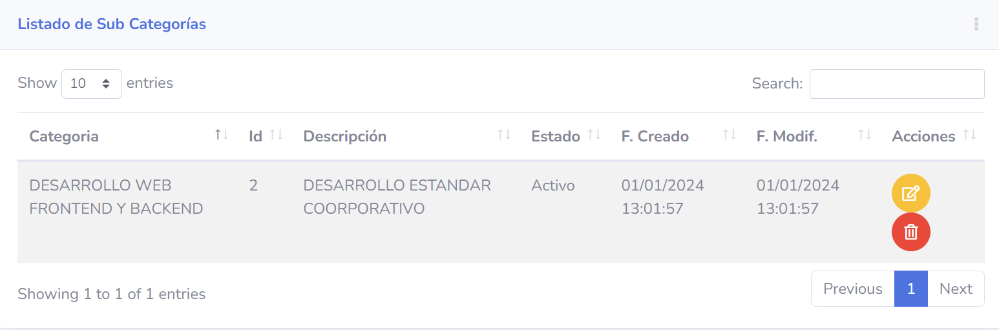 Listado de Sub Categorías
Show 10 entries
Search:
Categoria Id Descripción Estado F. Creado F. Modif. Acciones
DESARROLLO WEB 2 DESARROLLO ESTANDAR Activo 01/01/2024 01/01/2024
FRONTEND Y BACKEND COORPORATIVO 13:01:57 13:01:57
Showing 1 to 1 of 1 entries
Previous 1 Next